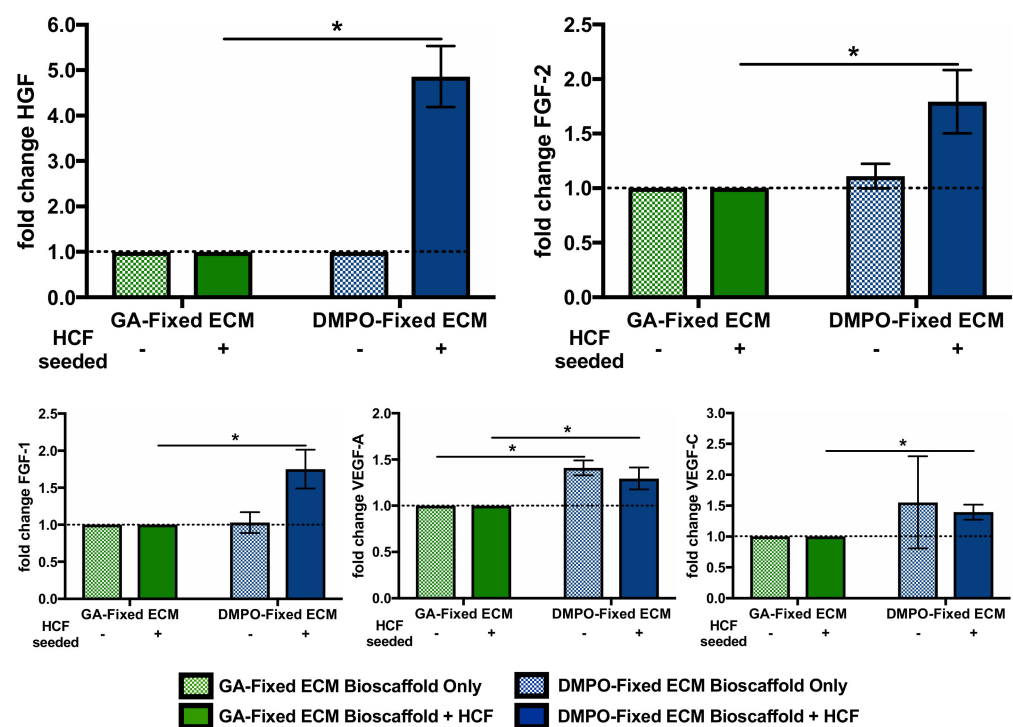 fold change HGF
6.0
5.0
4.0
3.0
2.0
1.0
0.0
*
GA-Fixed ECM DMPO-Fixed ECM
HCF seeded
- + - +
fold change FGF-2
2.5
2.0
1.5
1.0
0.5
0.0
*
GA-Fixed ECM DMPO-Fixed ECM
HCF seeded
- + - +
fold change FGF-1
2.5
2.0
1.5
1.0
0.5
0.0
*
GA-Fixed ECM DMPO-Fixed ECM
HCF
seeded
- + - +
fold change VEGF-A
2.0
1.5
1.0
0.5
0.0
*
*
GA-Fixed ECM DMPO-Fixed ECM
HCF
seeded
- + - +
fold change VEGF-C
3.0
2.5
2.0
1.5
1.0
0.5
0.0
*
GA-Fixed ECM DMPO-Fixed ECM
HCF
seeded
- + - +
GA-Fixed ECM Bioscaffold Only
DMPO-Fixed ECM Bioscaffold Only
GA-Fixed ECM Bioscaffold + HCF
DMPO-Fixed ECM Bioscaffold + HCF